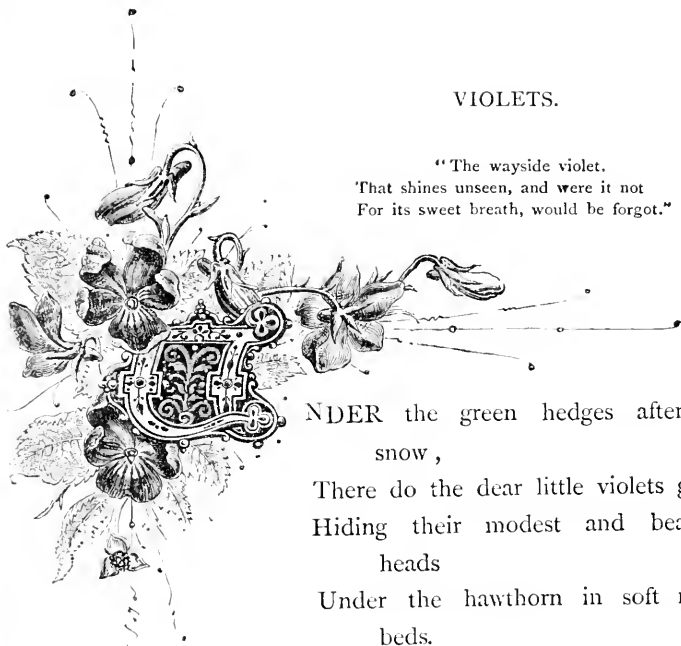 VIOLETS.
"The wayside violet,
That shines unseen, and were it not
For its sweet breath, would be forgot."
UNDER the green hedges after
snow,
There do the dear little violets
Hiding their modest and
heads
Under the hawthorn in soft
beds.